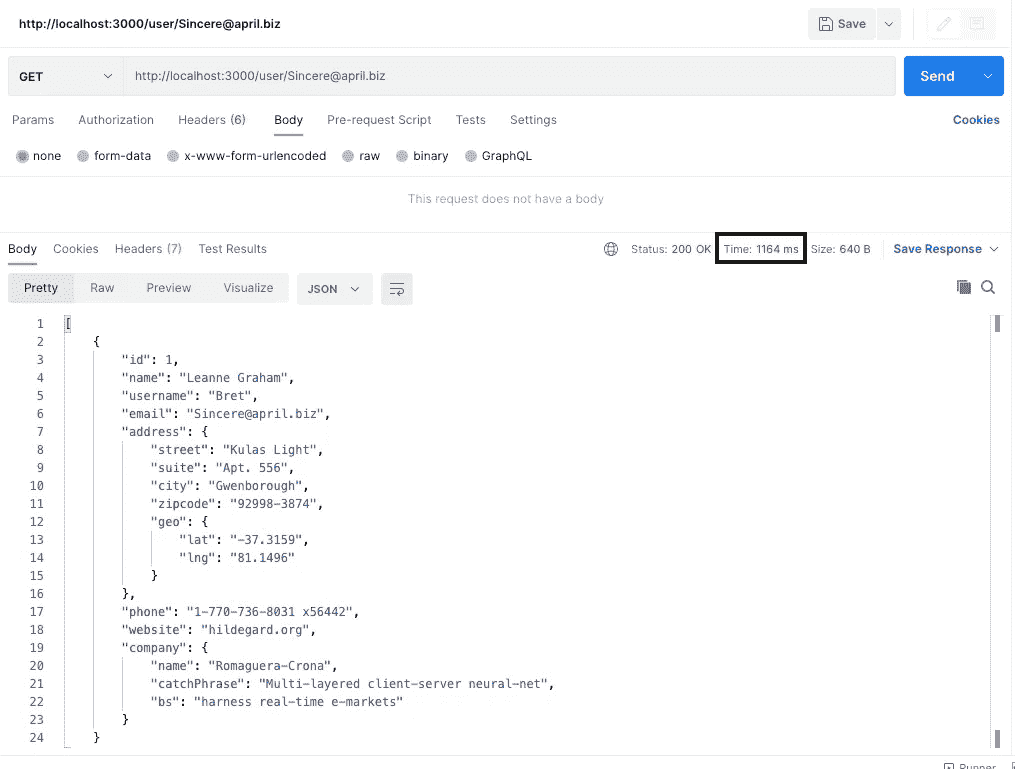 http://localhost:3000/user/Sincere@april.biz
Save
GET
http://localhost:3000/user/Sincere@april.biz
Send
Params Authorization Headers (6) Body Pre-request Script Tests Settings Cookies
none form-data x-www-form-urlencoded raw binary GraphQL
This request does not have a body
Body Cookies Headers (7) Test Results Status: 200 OK Time: 1164 ms Size: 640 B Save Response
Pretty Raw Preview Visualize JSON
1 [
2 {
3 "id": 1,
4 "name": "Leanne Graham",
5 "username": "Bret",
6 "email": "Sincere@april.biz",
7 "address": {
8 "street": "Kulas Light",
9 "suite": "Apt. 556",
10 "city": "Gwenborough",
11 "zipcode": "92998-3874",
12 "geo": {
13 "lat": "-37.3159",
14 "lng": "81.1496"
15 }
16 },
17 "phone": "1-770-736-8031 x56442",
18 "website": "hildegard.org",
19 "company": {
20 "name": "Romaguera-Crona",
21 "catchPhrase": "Multi-layered client-server neural-net",
22 "bs": "harness real-time e-markets"
23 }
24 }
Runner